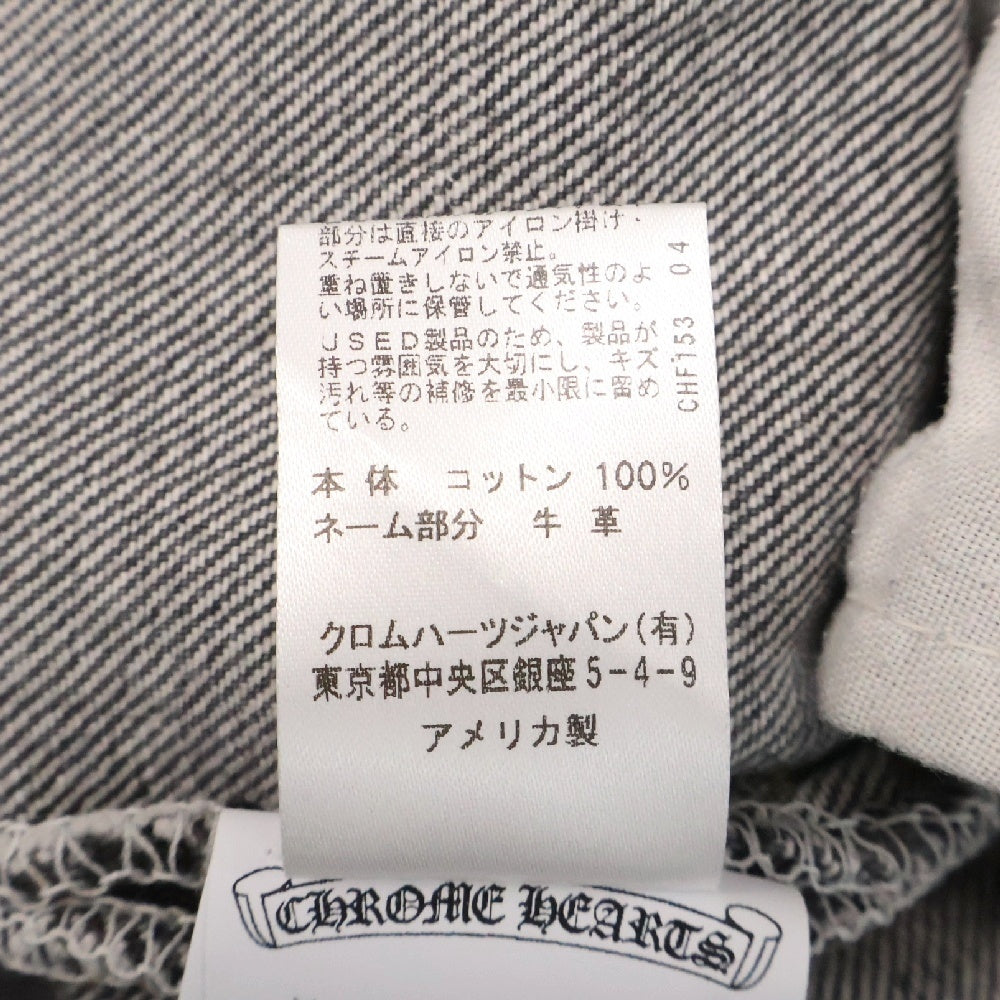 部分は直接のアイロン掛け・
スチームアイロン禁止。
重ね置きしないで通気性のよ
い場所に保管してください。
USED製品のため、製品が
持つ雰囲気を大切にし、キズ
汚れ等の補修を最小限に留め
ている。
CHF153 04
本体 コットン 100%
ネーム部分 牛革
クロムハーツジャパン(有)
東京都中央区銀座5-4-9
アメリカ製
CHROME HEARTS